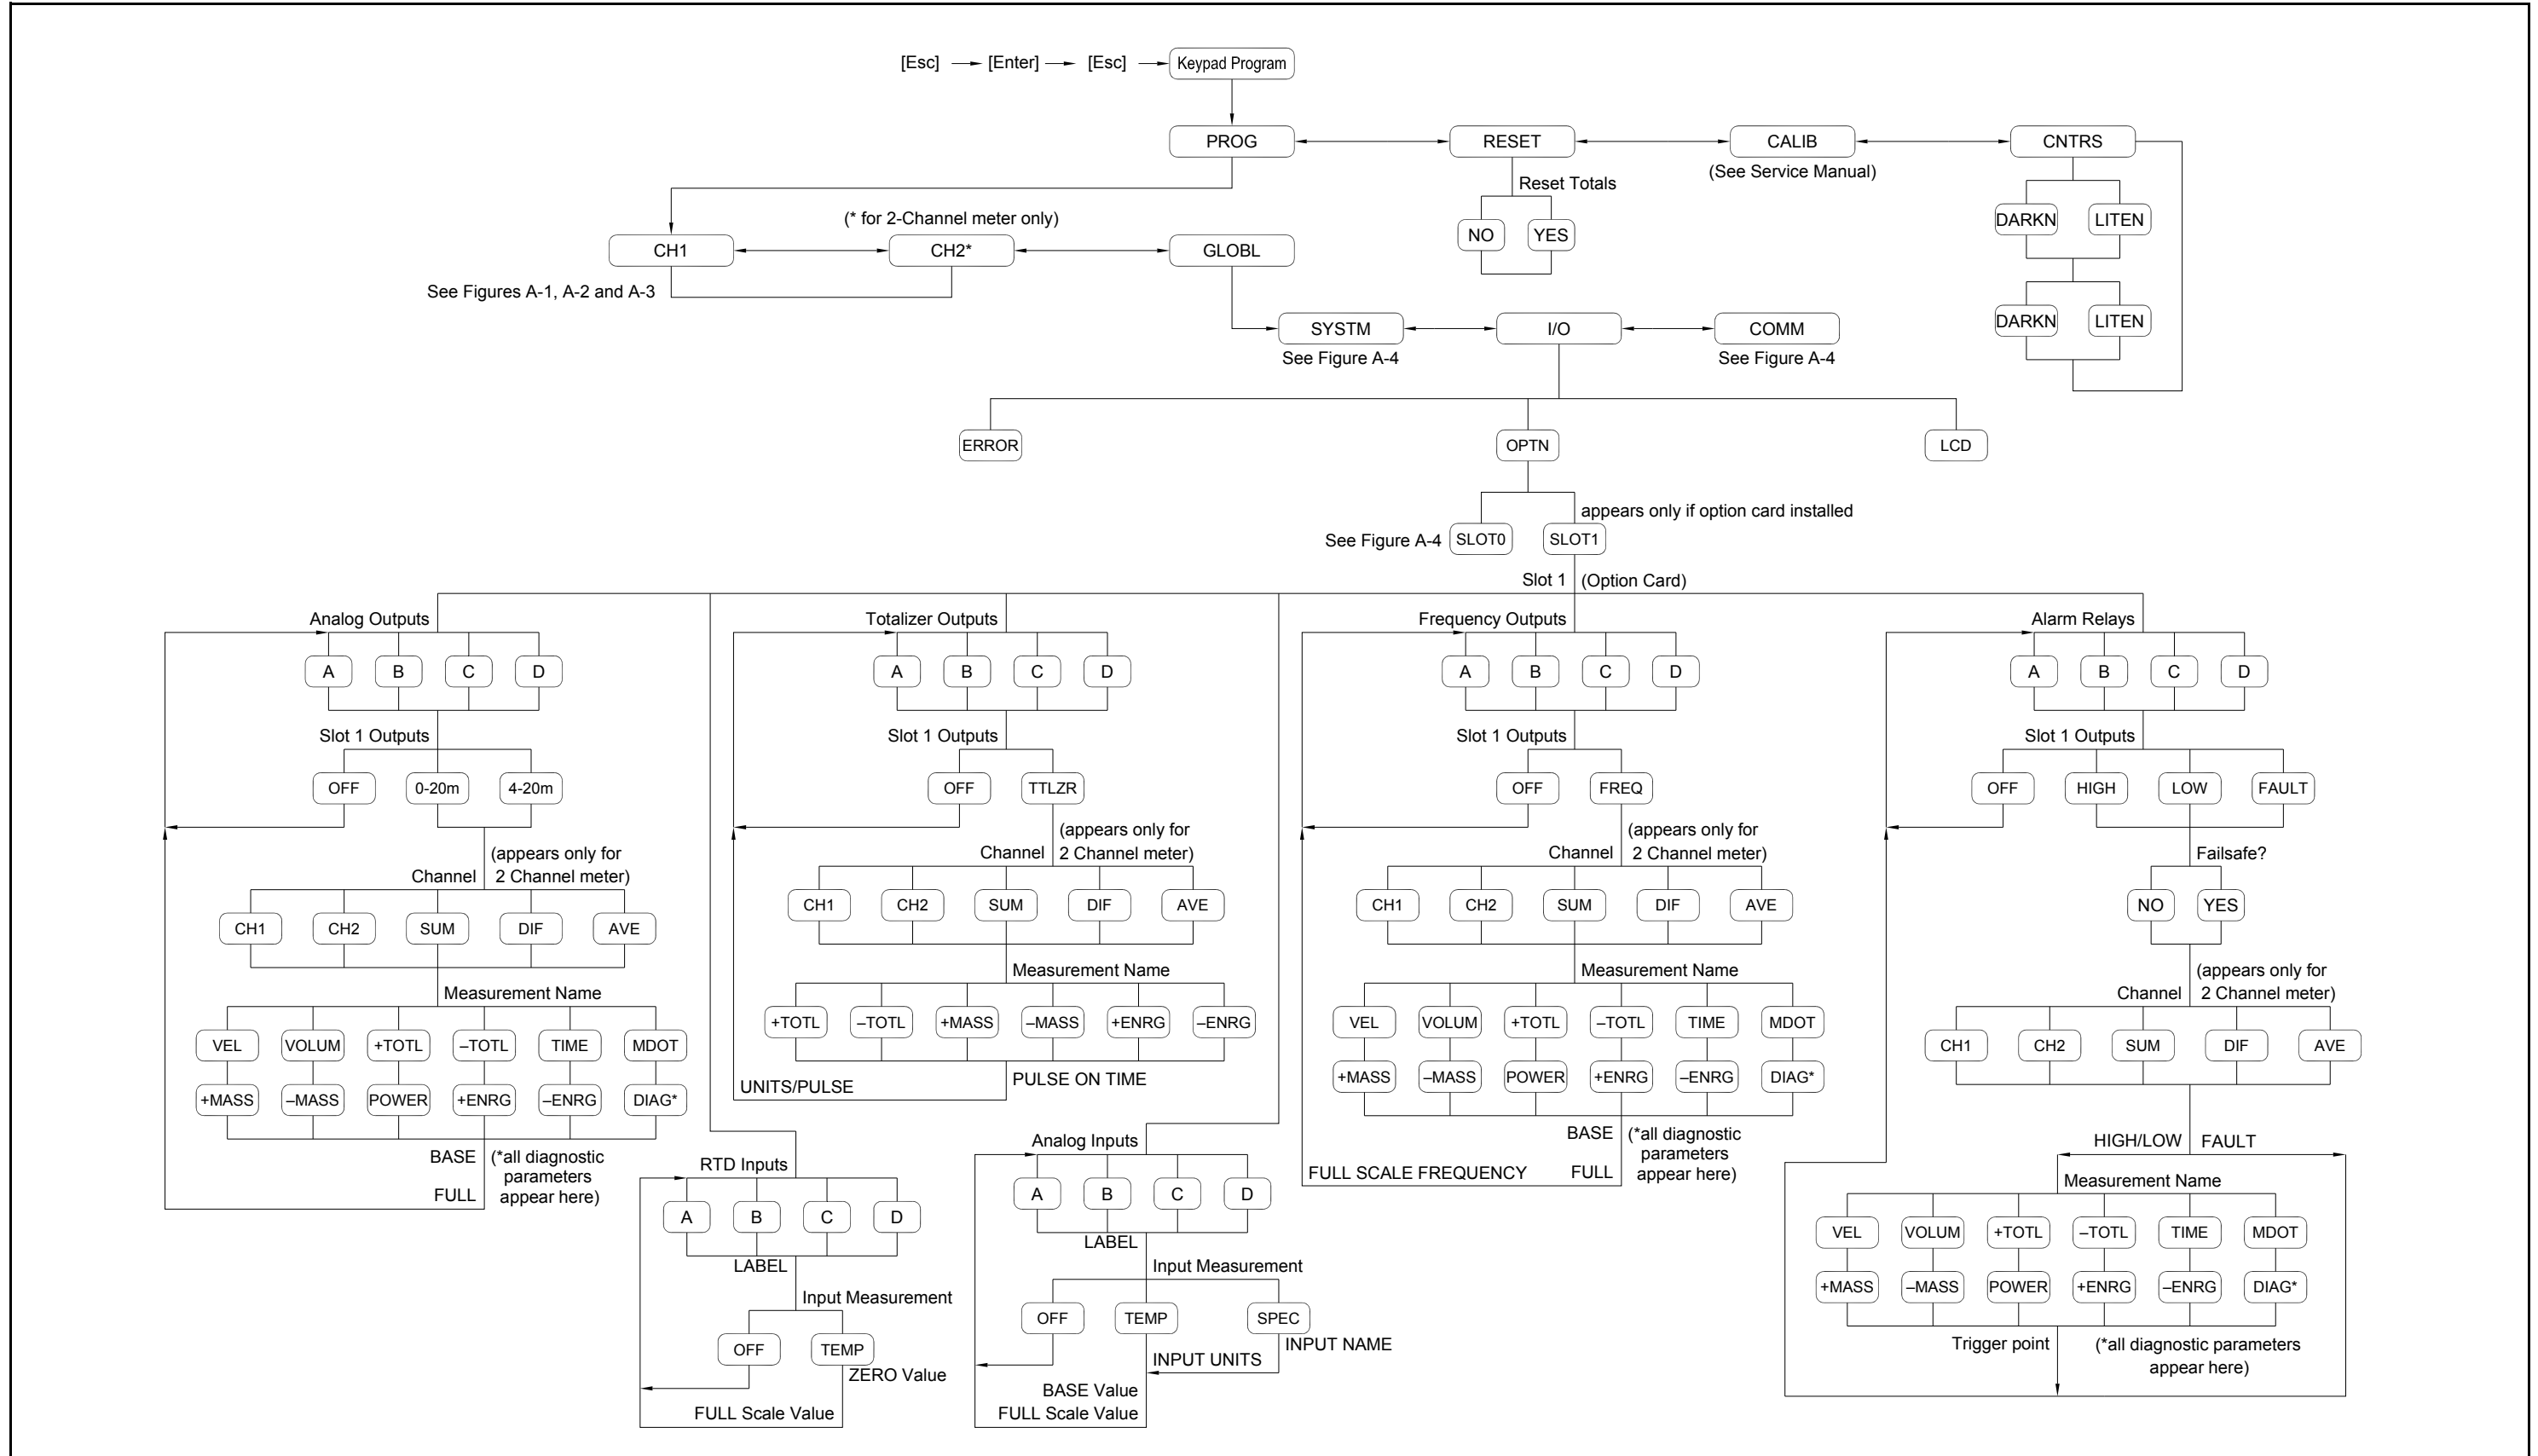 [Esc] [Enter] [Esc] Keypad Program
PROG RESET CALIB CNTRS
(See Service Manual)
Reset Totals
NO YES
DARKN LITEN
DARKN LITEN
(* for 2-Channel meter only)
CH1 CH2* GLOBL
See Figures A-1, A-2 and A-3
SYSTM I/O COMM
See Figure A-4 See Figure A-4
ERROR OPTN LCD
appears only if option card installed
See Figure A-4 SLOT0 SLOT1
Slot 1 (Option Card)
Analog Outputs
A B C D
Slot 1 Outputs
OFF 0-20m 4-20m
(appears only for
Channel 2 Channel meter)
CH1 CH2 SUM DIF AVE
Measurement Name
VEL VOLUM +TOTL –TOTL TIME MDOT
+MASS –MASS POWER +ENRG –ENRG DIAG*
BASE (*all diagnostic
parameters
FULL appear here)
RTD Inputs
A B C D
LABEL
Input Measurement
OFF TEMP
ZERO Value
FULL Scale Value
Totalizer Outputs
A B C D
Slot 1 Outputs
OFF TTLZR
(appears only for
Channel 2 Channel meter)
CH1 CH2 SUM DIF AVE
Measurement Name
+TOTL –TOTL +MASS –MASS +ENRG –ENRG
UNITS/PULSE PULSE ON TIME
Analog Inputs
A B C D
LABEL
Input Measurement
OFF TEMP SPEC
INPUT NAME
INPUT UNITS
BASE Value
FULL Scale Value
Frequency Outputs
A B C D
Slot 1 Outputs
OFF FREQ
(appears only for
Channel 2 Channel meter)
CH1 CH2 SUM DIF AVE
Measurement Name
VEL VOLUM +TOTL –TOTL TIME MDOT
+MASS –MASS POWER +ENRG –ENRG DIAG*
BASE (*all diagnostic
parameters
FULL SCALE FREQUENCY FULL appear here)
Alarm Relays
A B C D
Slot 1 Outputs
OFF HIGH LOW FAULT
Failsafe?
NO YES
(appears only for
Channel 2 Channel meter)
CH1 CH2 SUM DIF AVE
HIGH/LOW FAULT
Measurement Name
VEL VOLUM +TOTL –TOTL TIME MDOT
+MASS –MASS POWER +ENRG –ENRG DIAG*
Trigger point (*all diagnostic parameters
appear here)